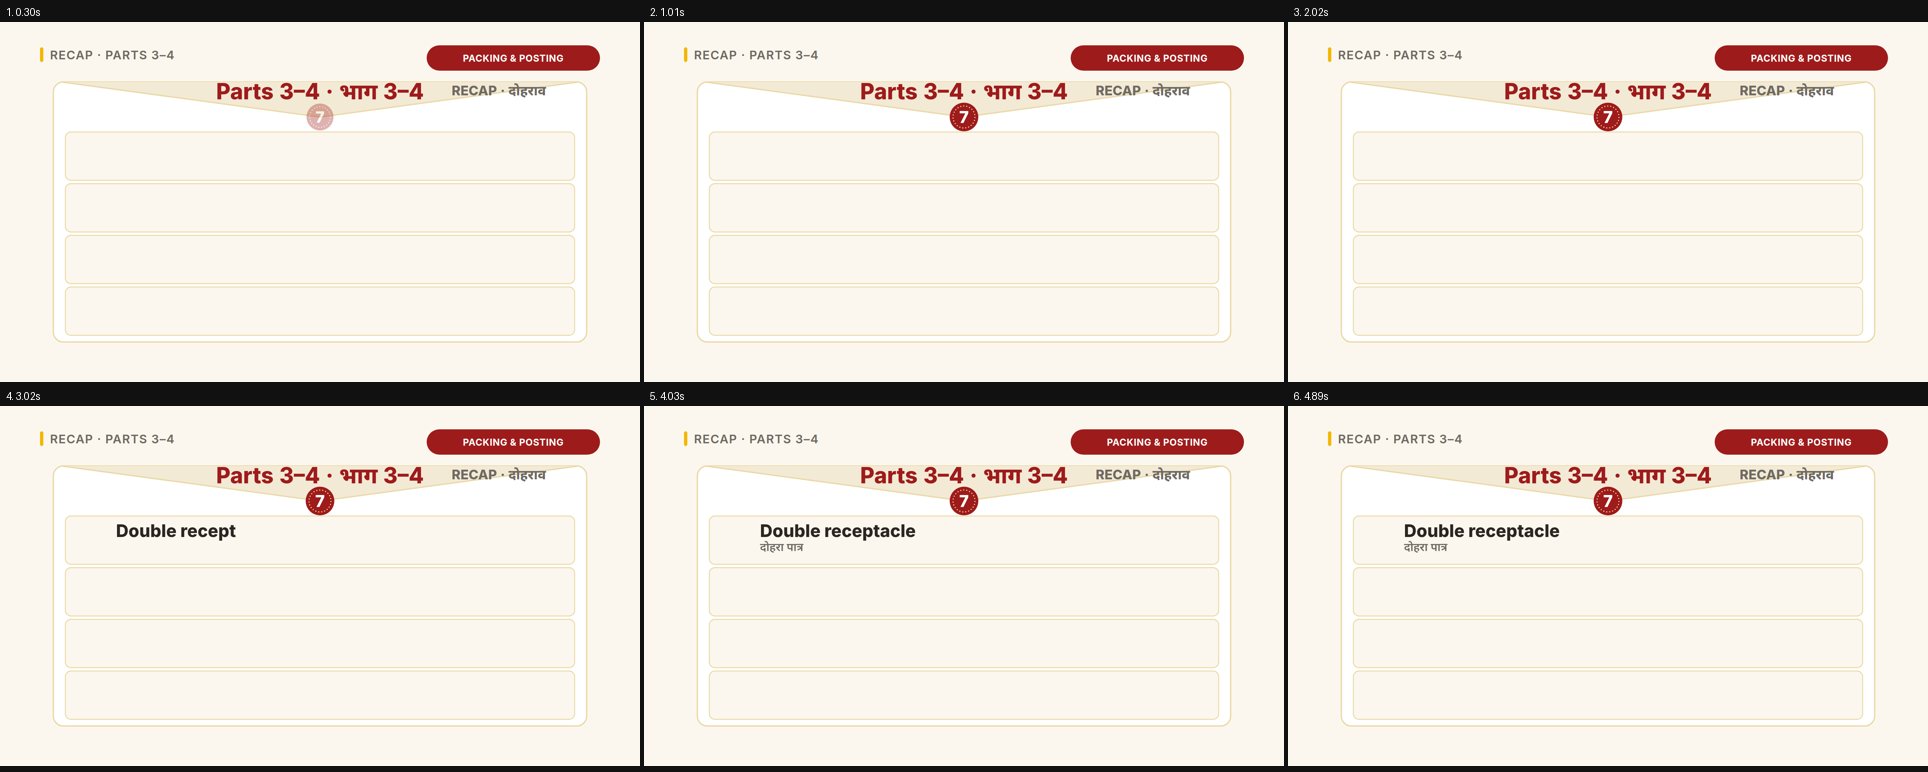 1. 0.30s
2. 1.01s
3. 2.02s
RECAP · PARTS 3–4
PACKING & POSTING
Parts 3–4 · भाग 3–4
RECAP · दोहराव
7
RECAP · PARTS 3–4
PACKING & POSTING
Parts 3–4 · भाग 3–4
RECAP · दोहराव
7
RECAP · PARTS 3–4
PACKING & POSTING
Parts 3–4 · भाग 3–4
RECAP · दोहराव
7
4. 3.02s
5. 4.03s
6. 4.89s
RECAP · PARTS 3–4
PACKING & POSTING
Parts 3–4 · भाग 3–4
RECAP · दोहराव
7
Double recept
RECAP · PARTS 3–4
PACKING & POSTING
Parts 3–4 · भाग 3–4
RECAP · दोहराव
7
Double receptacle
दोहरा पात्र
RECAP · PARTS 3–4
PACKING & POSTING
Parts 3–4 · भाग 3–4
RECAP · दोहराव
7
Double receptacle
दोहरा पात्र